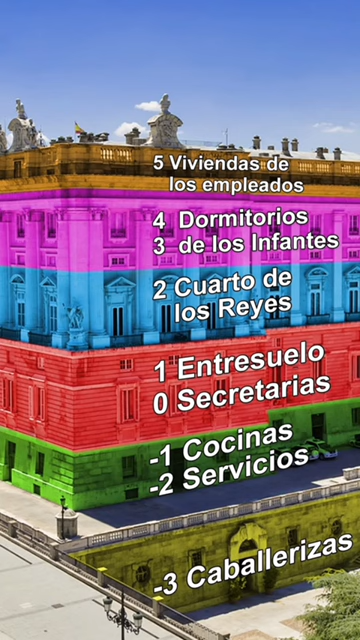 5 Viviendas de
los empleados
4 Dormitorios
3 de los Infantes
2 Cuarto de
los Reyes
1 Entresuelo
0 Secretarias
-1 Cocinas
-2 Servicios
-3 Caballerizas